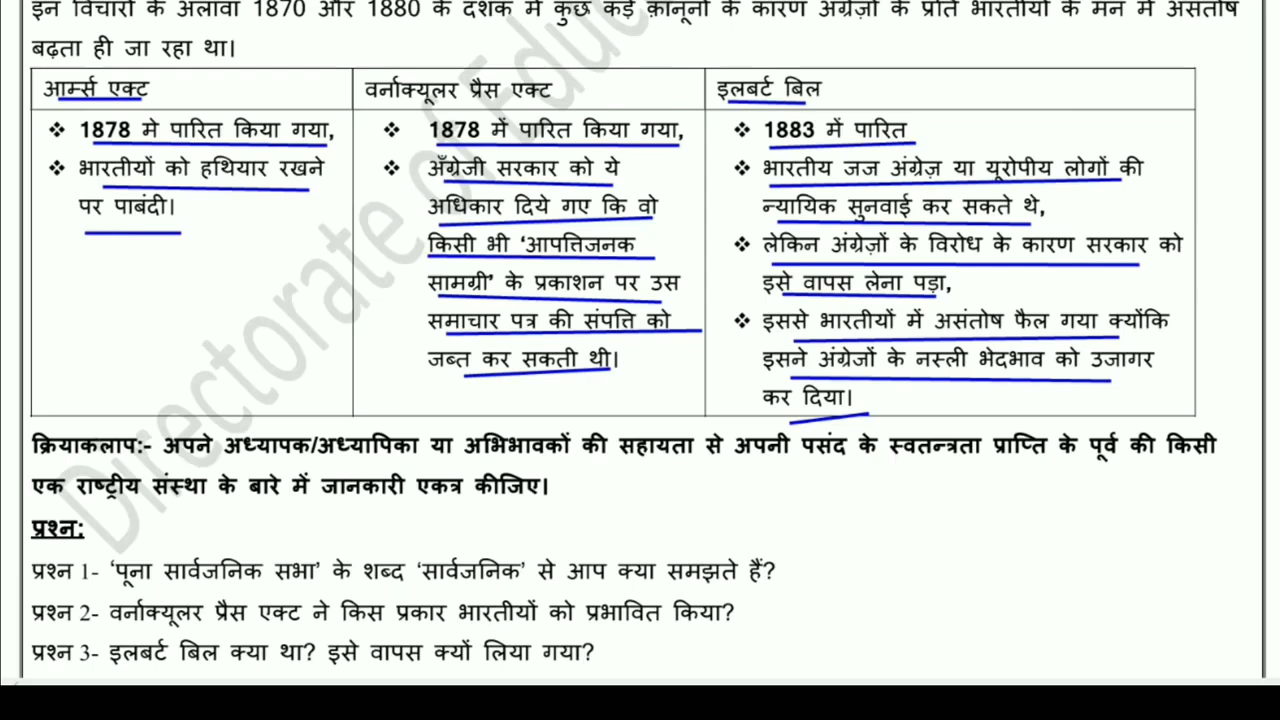 इन विचारों के अलावा 1870 और 1880 के दशक में कुछ कड़े क़ानूनों के कारण अंग्रेज़ों के प्रति भारतीयों के मन में असंतोष
बढ़ता ही जा रहा था।
आर्म्स एक्ट
❖ 1878 मे पारित किया गया,
❖ भारतीयों को हथियार रखने
पर पाबंदी।
वर्नाक्यूलर प्रैस एक्ट
❖ 1878 में पारित किया गया,
❖ अँग्रेजी सरकार को ये
अधिकार दिये गए कि वो
किसी भी ‘आपत्तिजनक
सामग्री’ के प्रकाशन पर उस
समाचार पत्र की संपत्ति को
जब्त कर सकती थी।
इलबर्ट बिल
❖ 1883 में पारित
❖ भारतीय जज अंग्रेज़ या यूरोपीय लोगों की
न्यायिक सुनवाई कर सकते थे,
❖ लेकिन अंग्रेज़ों के विरोध के कारण सरकार को
इसे वापस लेना पड़ा,
❖ इससे भारतीयों में असंतोष फैल गया क्योंकि
इसने अंग्रेजों के नस्ली भेदभाव को उजागर
कर दिया।
क्रियाकलाप:- अपने अध्यापक/अध्यापिका या अभिभावकों की सहायता से अपनी पसंद के स्वतन्त्रता प्राप्ति के पूर्व की किसी
एक राष्ट्रीय संस्था के बारे में जानकारी एकत्र कीजिए।
प्रश्न:
प्रश्न 1- ‘पूना सार्वजनिक सभा’ के शब्द ‘सार्वजनिक’ से आप क्या समझते हैं?
प्रश्न 2- वर्नाक्यूलर प्रैस एक्ट ने किस प्रकार भारतीयों को प्रभावित किया?
प्रश्न 3- इलबर्ट बिल क्या था? इसे वापस क्यों लिया गया?
Directorate of Educ